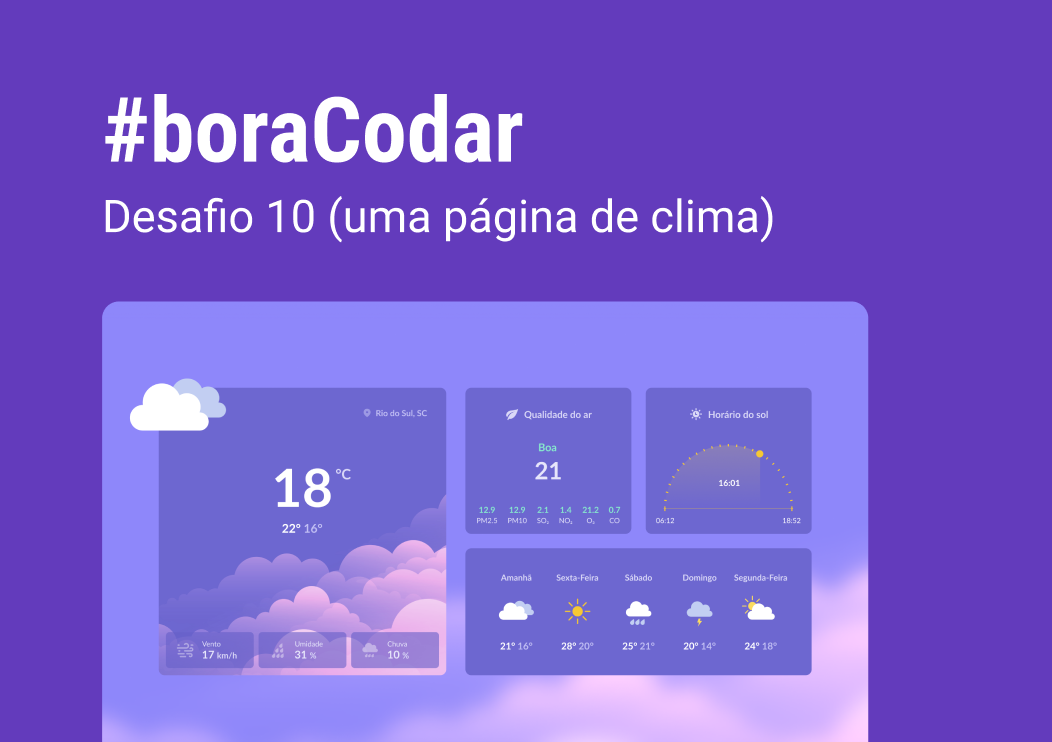 #boraCodar
Desafio 10 (uma página de clima)
Rio do Sul, SC
18 °C
22° 16°
Vento
17 km/h
Umidade
31 %
Chuva
10 %
Qualidade do ar
Boa
21
12.9 12.9 2.1 1.4 21.2 0.7
PM2.5 PM10 SO₂ NO₂ O₃ CO
Horário do sol
16:01
06:12 18:52
Amanhã Sexta-Feira Sábado Domingo Segunda-Feira
21° 16° 28° 20° 25° 21° 20° 14° 24° 18°